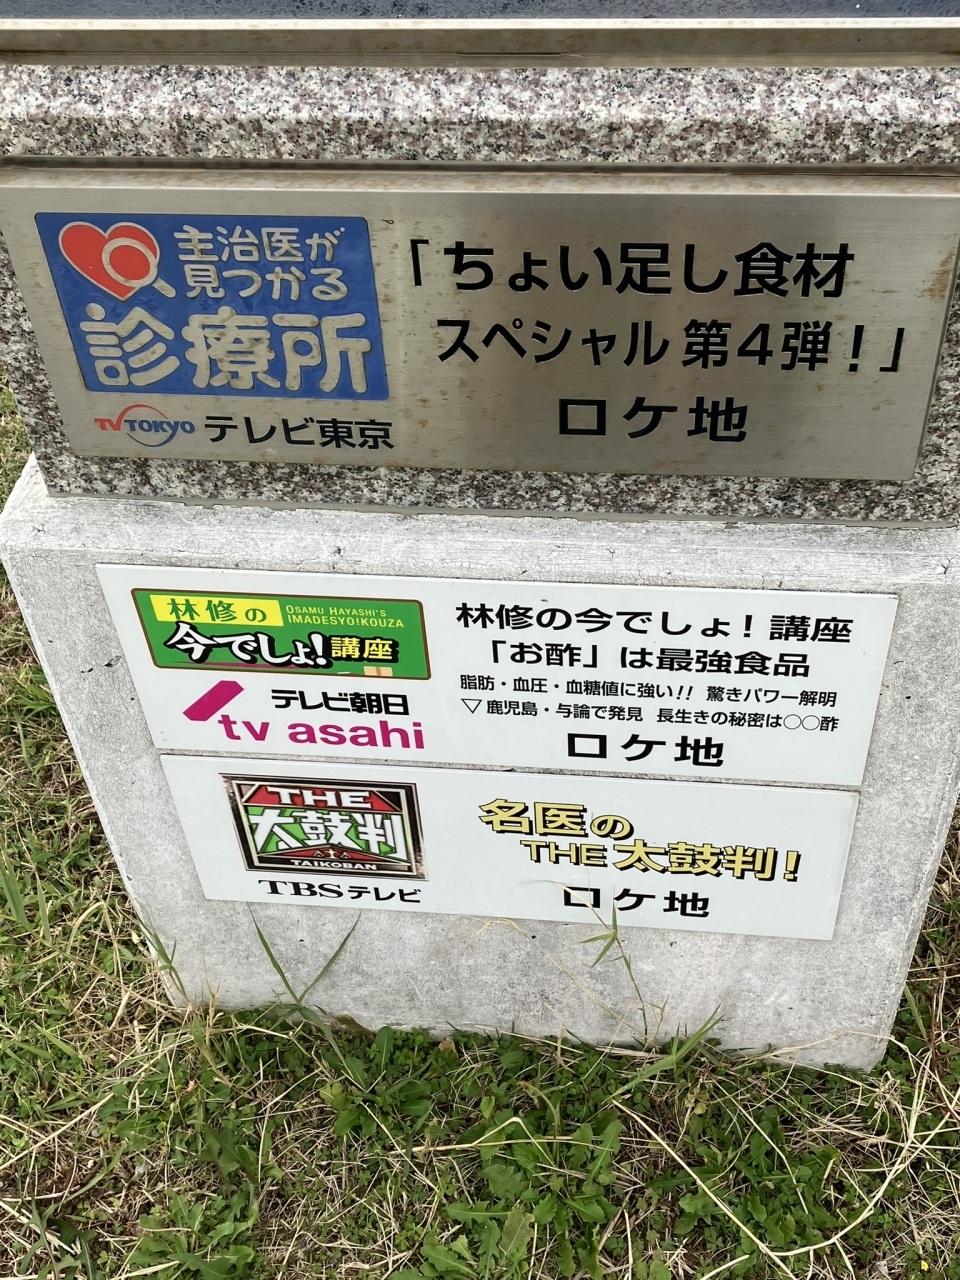 主治医が
見つかる
診療所
TV TOKYO テレビ東京
「ちょい足し食材
スペシャル 第4弾！」
ロケ地
林修の
OSAMU HAYASHI'S
IMADESYO!KOUZA
今でしょ!講座
テレビ朝日
tv asahi
林修の今でしょ！講座
「お酢」は最強食品
脂肪・血圧・血糖値に強い!! 驚きパワー解明
▽鹿児島・与論で発見 長生きの秘密は○○酢
ロケ地
THE
太鼓判
TAIKOBAN
TBSテレビ
名医の
THE太鼓判！
ロケ地